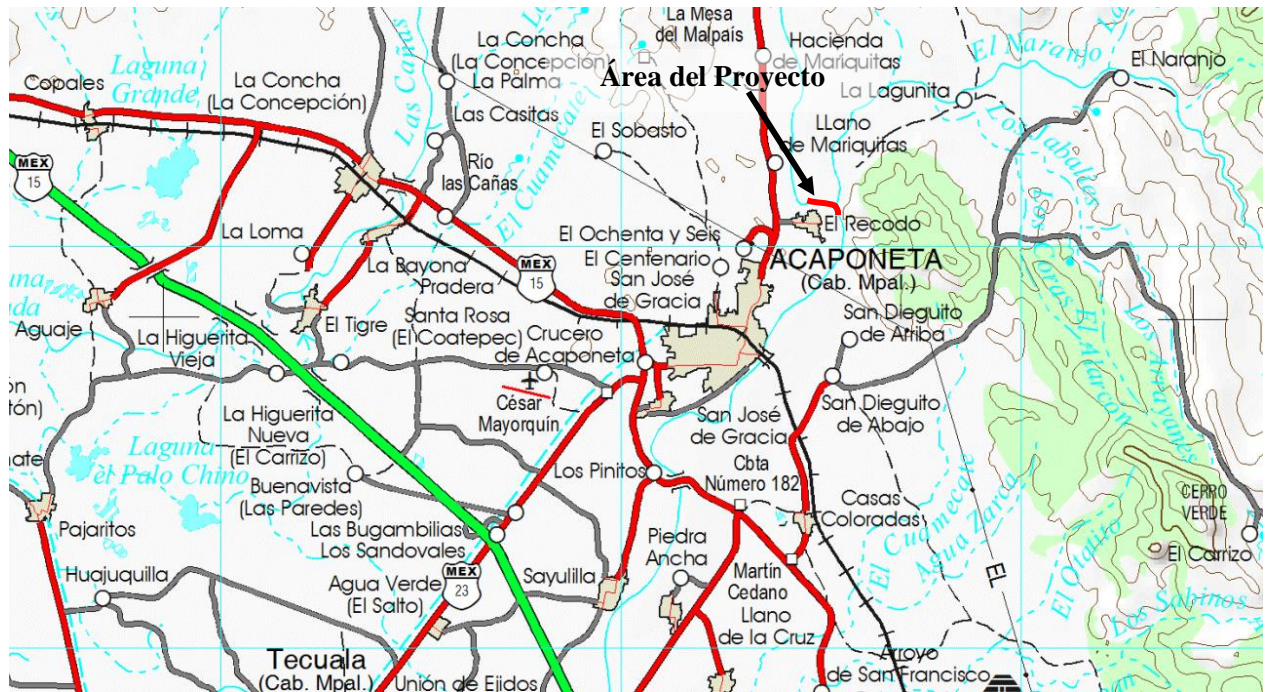 La Mesa
del Malpaís
La Concha
(La Concepción)
La Palma
Hacienda
de Mariquitas
El Naranjo
El Naranjo
Laguna
Grande
Copales
La Concha
(La Concepción)
Las Cañas
Área del Proyecto
La Lagunita
Las Casitas
El Cuamecate
El Sobasto
LLano
de Mariquitas
MEX
15
Río
las Cañas
El Recodo
La Loma
El Ochenta y Seis
El Centenario
San José
de Gracia
ACAPONETA
(Cab. Mpal.)
La Bayona
Pradera
MEX
15
Aguaje
La Higuerita
Vieja
El Tigre
Santa Rosa
(El Coatepec)
Crucero
de Acaponeta
San Dieguito
de Arriba
César
Mayorquín
La Higuerita
Nueva
(El Carrizo)
San José
de Gracia
San Dieguito
de Abajo
Los Arrayanes
Laguna
el Palo Chino
Los Pinitos
Cbta
Número 182
Buenavista
(Las Paredes)
Pajaritos
Las Bugambilias
Los Sandovales
Casas
Coloradas
El Cuamecate
Agua Zarca
CERRO
VERDE
Piedra
Ancha
El Carrizo
Huajuquilla
Agua Verde
(El Salto)
MEX
23
Sayulilla
Martín
Cedano
EL
El Olatito
Los Sabinos
Llano
de la Cruz
Tecuala
(Cab. Mpal.)
Unión de Ejidos
Arroyo
de San Francisco